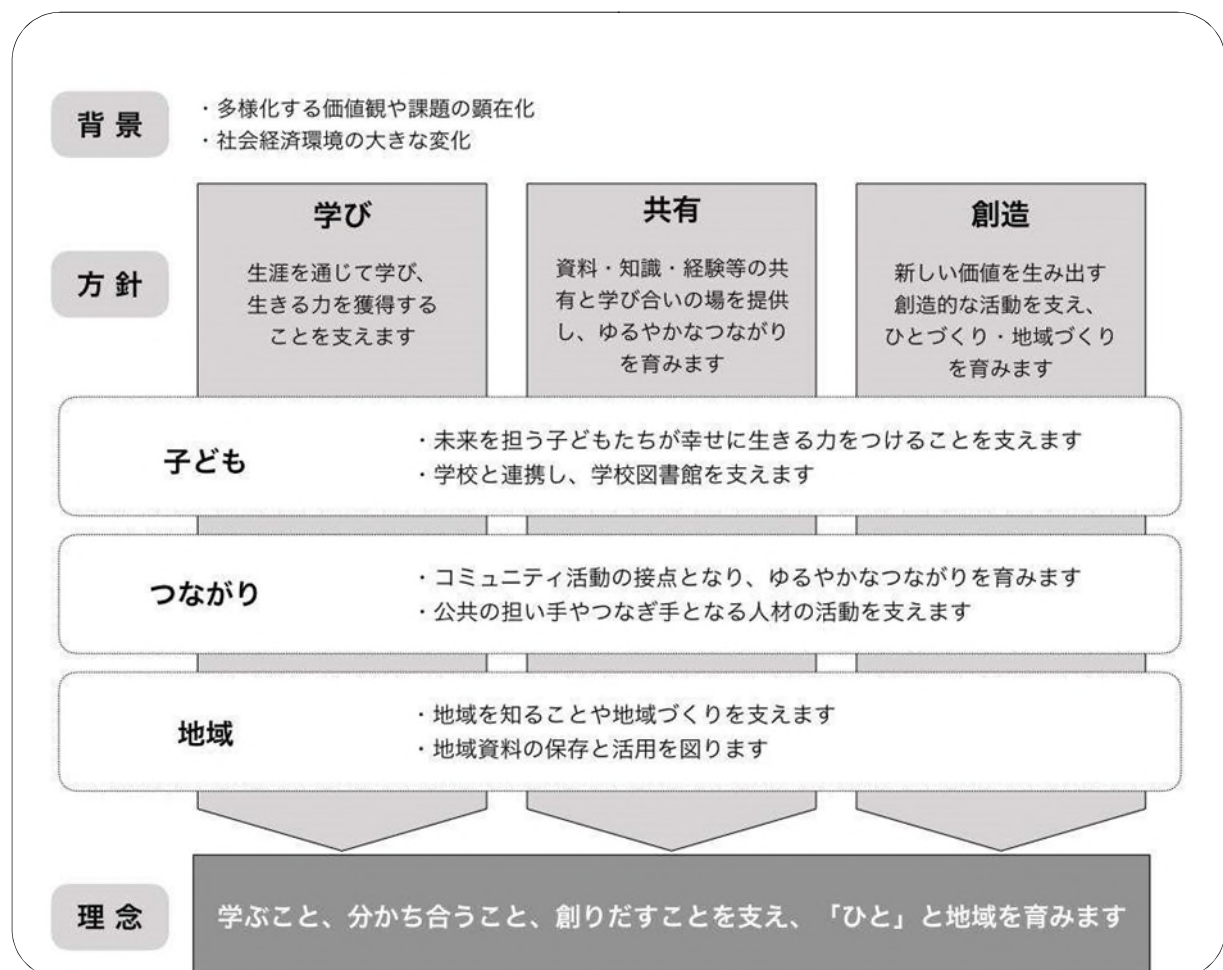 背景
・多様化する価値観や課題の顕在化
・社会経済環境の大きな変化
方針
学び
生涯を通じて学び、
生きる力を獲得する
ことを支えます
共有
資料・知識・経験等の共
有と学び合いの場を提供
し、ゆるやかなつながり
を育みます
創造
新しい価値を生み出す
創造的な活動を支え、
ひとづくり・地域づくり
を育みます
子ども
・未来を担う子どもたちが幸せに生きる力をつけることを支えます
・学校と連携し、学校図書館を支えます
つながり
・コミュニティ活動の接点となり、ゆるやかなつながりを育みます
・公共の担い手やつなぎ手となる人材の活動を支えます
地域
・地域を知ることや地域づくりを支えます
・地域資料の保存と活用を図ります
理念
学ぶこと、分かち合うこと、創りだすことを支え、「ひと」と地域を育みます